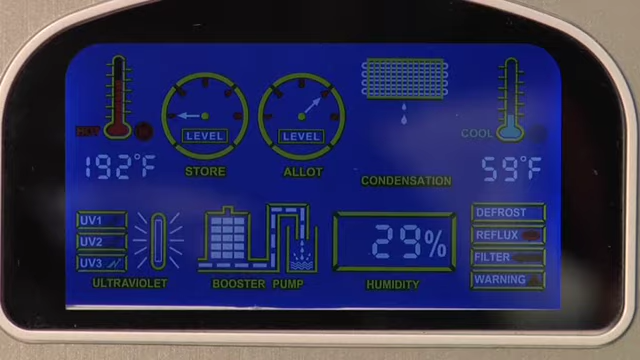 HOT
COOL
192°F
LEVEL
LEVEL
59°F
STORE
ALLOT
CONDENSATION
UV1
UV2
UV3
ULTRAVIOLET
BOOSTER PUMP
29%
HUMIDITY
DEFROST
REFLUX
FILTER
WARNING